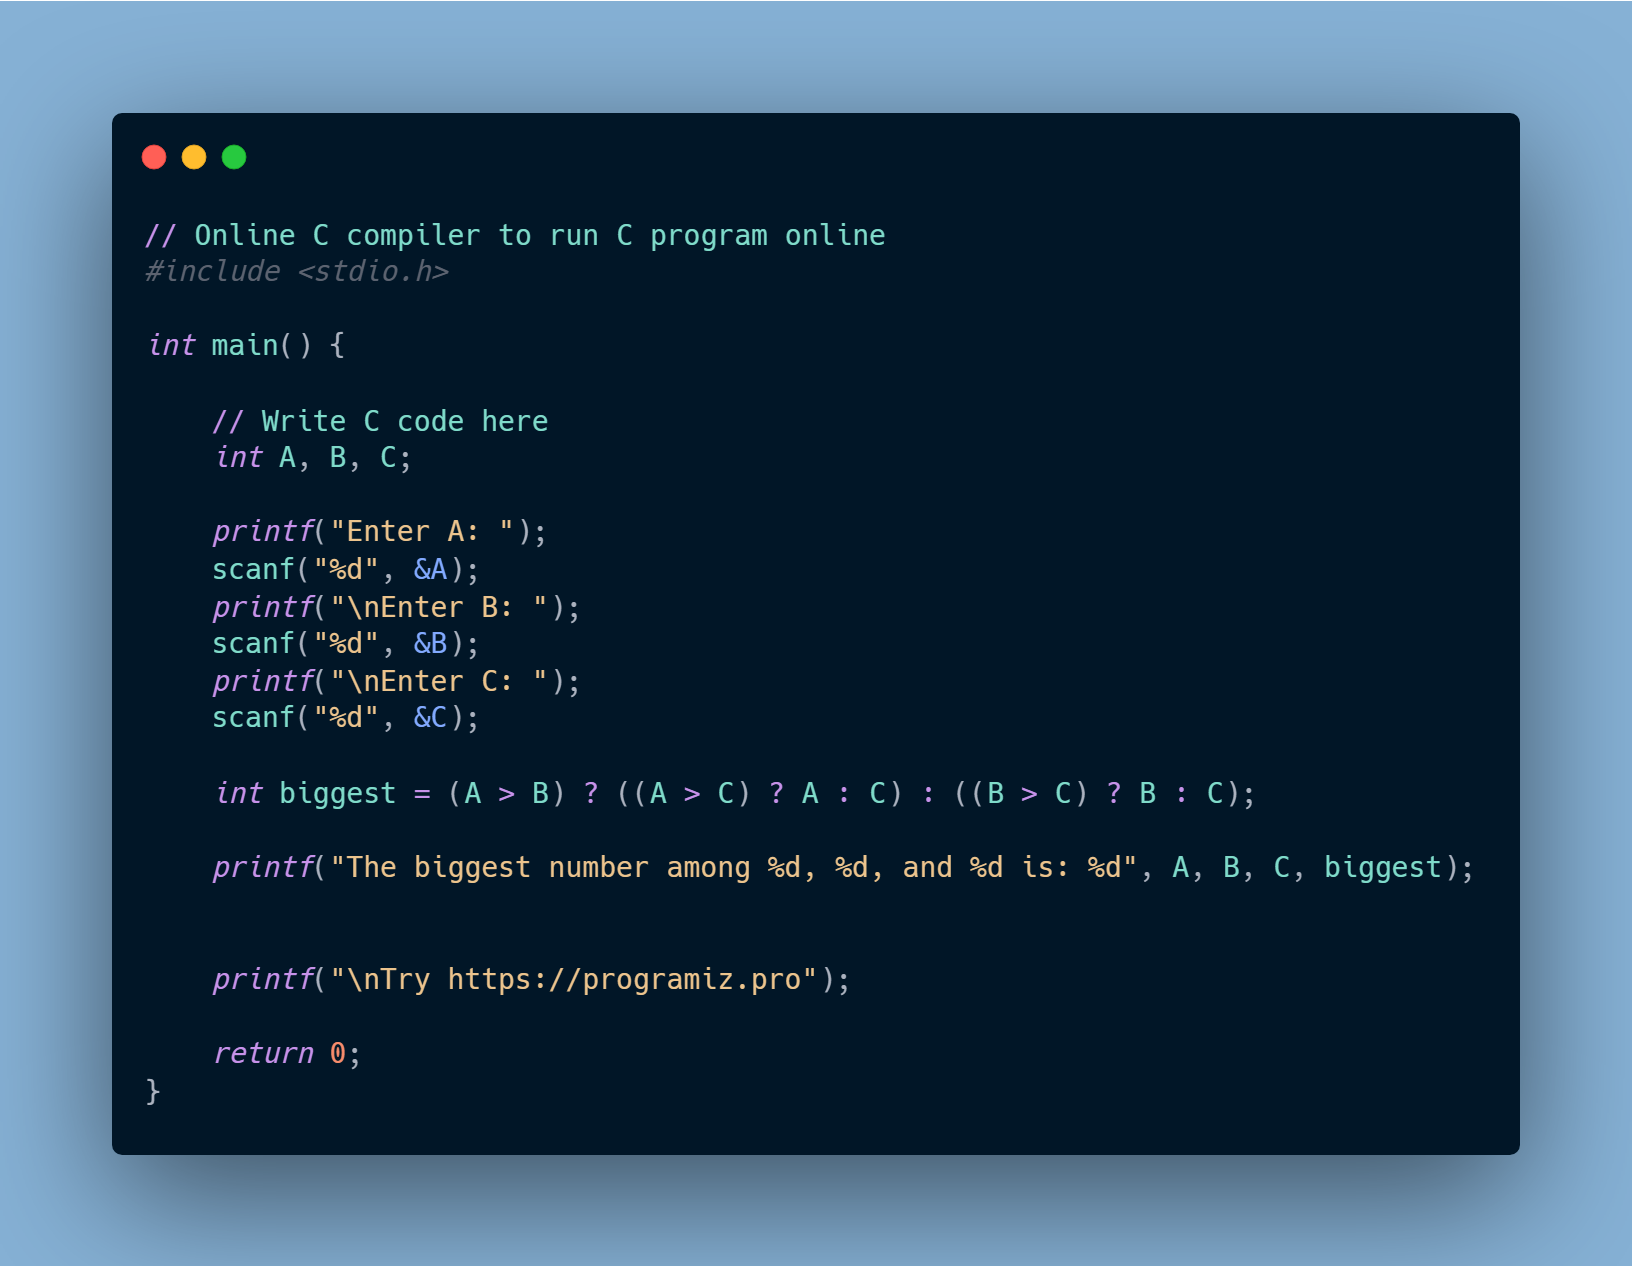 // Online C compiler to run C program online
#include <stdio.h>
int main() {
// Write C code here
int A, B, C;
printf("Enter A: ");
scanf("%d", &A);
printf("\nEnter B: ");
scanf("%d", &B);
printf("\nEnter C: ");
scanf("%d", &C);
int biggest = (A > B) ? ((A > C) ? A : C) : ((B > C) ? B : C);
printf("The biggest number among %d, %d, and %d is: %d", A, B, C, biggest);
printf("\nTry https://programiz.pro");
return 0;
}